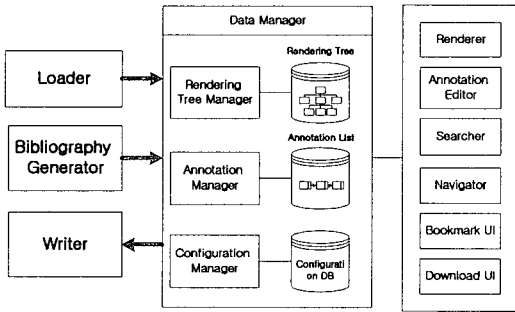 Data Manager
Loader
Bibliography
Generator
Writer
Rendering
Tree Manager
Rendering Tree
Annotation
Manager
Annotation List
Configuration
Manager
Configurati
on DB
Renderer
Annotation
Editor
Searcher
Navigator
Bookmark UI
Download UI